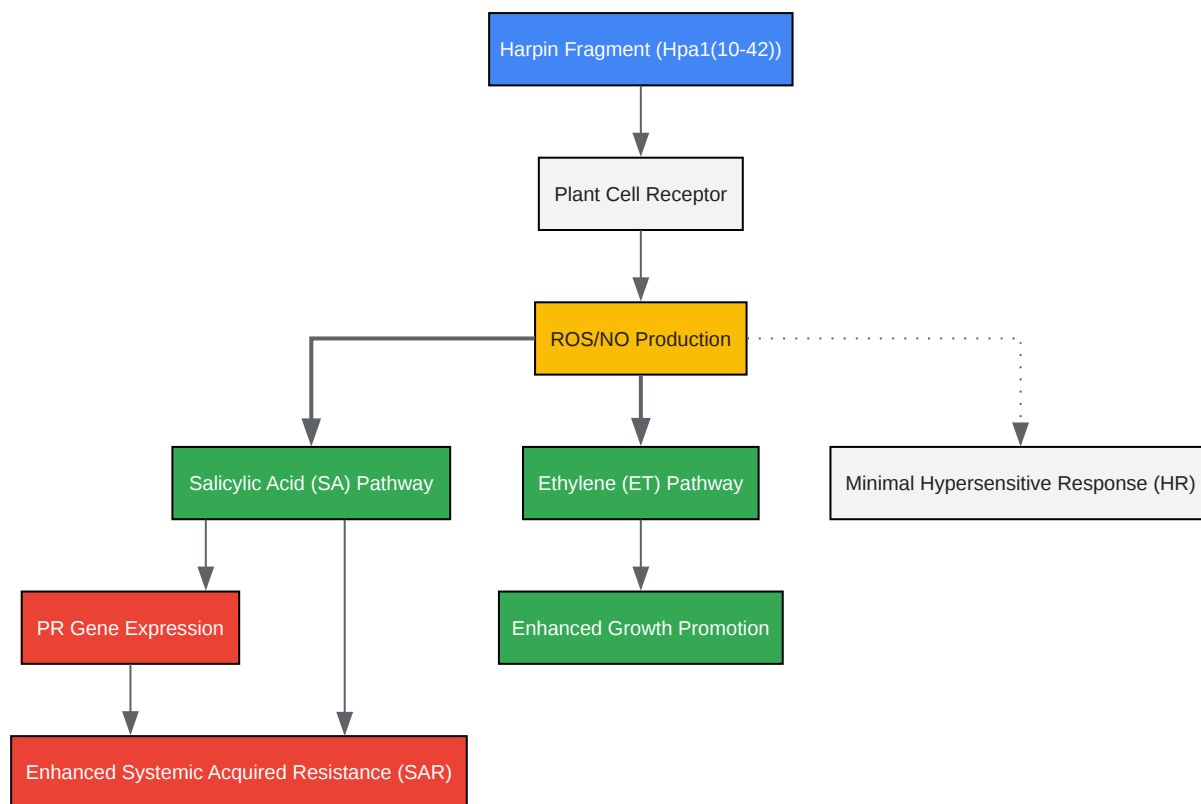 Harpin Fragment (Hpa1(10-42))
Plant Cell Receptor
ROS/NO Production
Salicylic Acid (SA) Pathway
Ethylene (ET) Pathway
Minimal Hypersensitive Response (HR)
PR Gene Expression
Enhanced Growth Promotion
Enhanced Systemic Acquired Resistance (SAR)